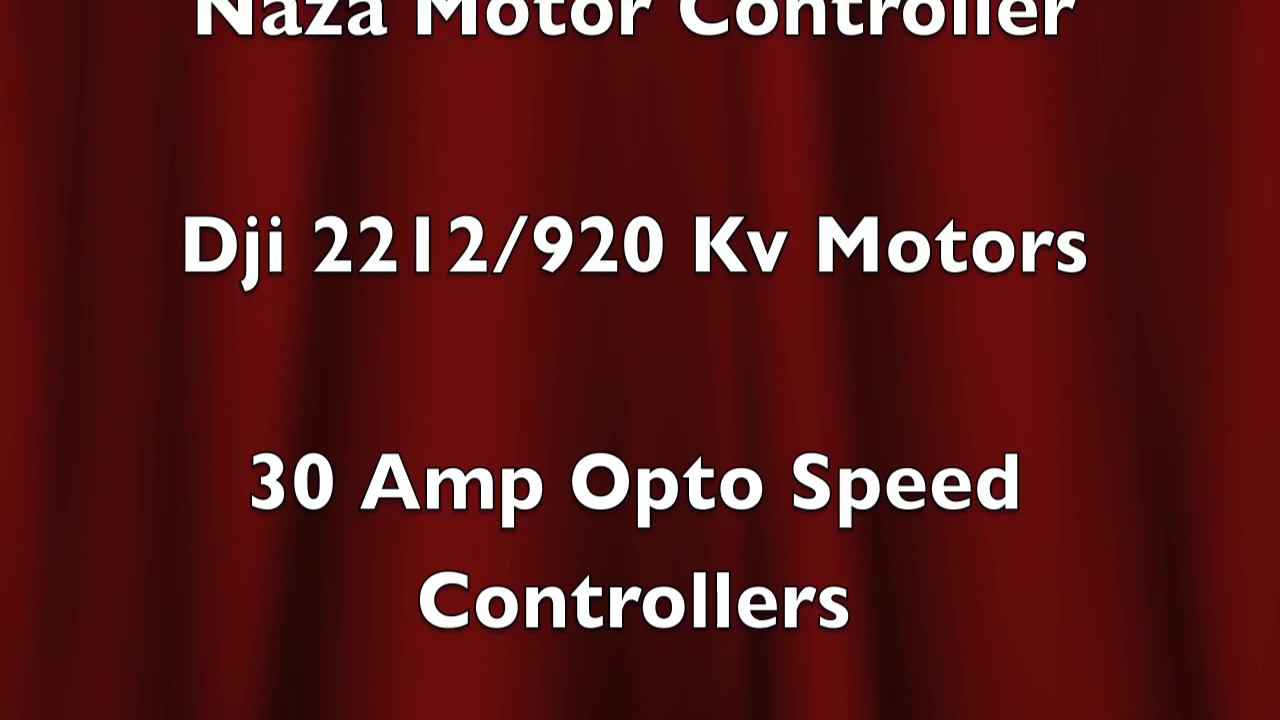 Naza Motor Controller
Dji 2212/920 Kv Motors
30 Amp Opto Speed
Controllers